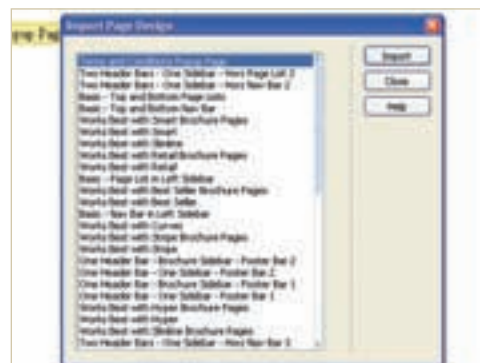 Import Page Design
Terms and Conditions Popup Page
Two Header Bars - One Sidebar - Hori Page List 2
Two Header Bars - One Sidebar - Hori Nav Bar 2
Basic - Top and Bottom Page Lists
Basic - Top and Bottom Nav Bar
Works Best with Smart Brochure Pages
Works Best with Smart
Works Best with Slimline
Works Best with Retail Brochure Pages
Works Best with Retail
Basic - Page List in Left Sidebar
Works Best with Best Seller Brochure Pages
Works Best with Best Seller
Basic - Nav Bar in Left Sidebar
Works Best with Curves
Works Best with Stripe Brochure Pages
Works Best with Stripe
One Header Bar - Brochure Sidebar - Footer Bar 2
One Header Bar - One Sidebar - Footer Bar 2
One Header Bar - Brochure Sidebar - Footer Bar 1
One Header Bar - One Sidebar - Footer Bar 1
Works Best with Hyper Brochure Pages
Works Best with Hyper
Works Best with Slimline Brochure Pages
Two Header Bars - One Sidebar - Hori Nav Bar 3
Import
Close
Help